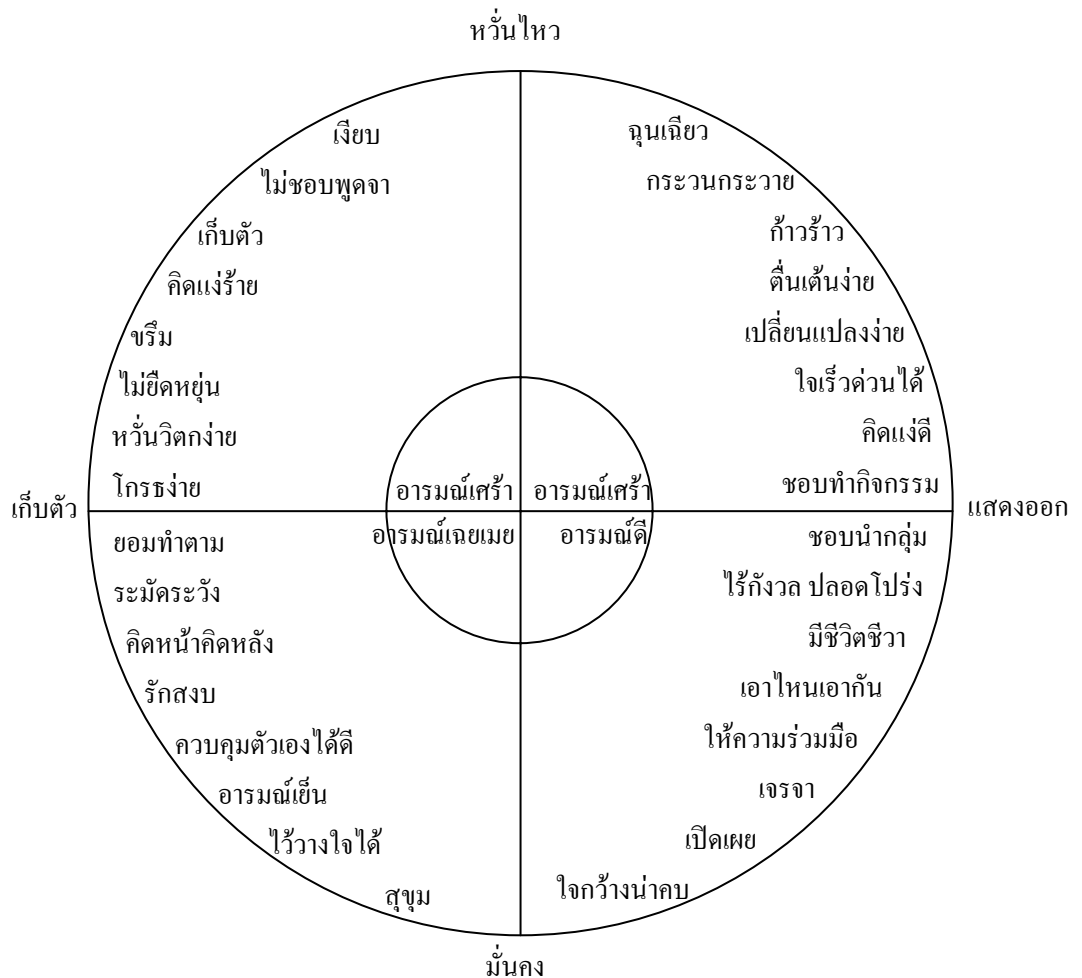 หวั่นไหว
เงียบ
ไม่ชอบพูดจา
เก็บตัว
คิดแง่ร้าย
ขรึม
ไม่ยืดหยุ่น
หวั่นวิตกง่าย
โกรธง่าย
ฉุนเฉียว
กระวนกระวาย
ก้าวร้าว
ตื่นเต้นง่าย
เปลี่ยนแปลงง่าย
ใจเร็วด่วนได้
คิดแง่ดี
ชอบทำกิจกรรม
เก็บตัว
อารมณ์เศร้า
อารมณ์เศร้า
อารมณ์เฉยเมย
อารมณ์ดี
แสดงออก
ยอมทำตาม
ระมัดระวัง
คิดหน้าคิดหลัง
รักสงบ
ควบคุมตัวเองได้ดี
อารมณ์เย็น
ไว้วางใจได้
สุขุม
ชอบนำกลุ่ม
ไร้กังวล ปลอดโปร่ง
มีชีวิตชีวา
เอาไหนเอากัน
ให้ความร่วมมือ
เจรจา
เปิดเผย
ใจกว้างน่าคบ
มั่นคง